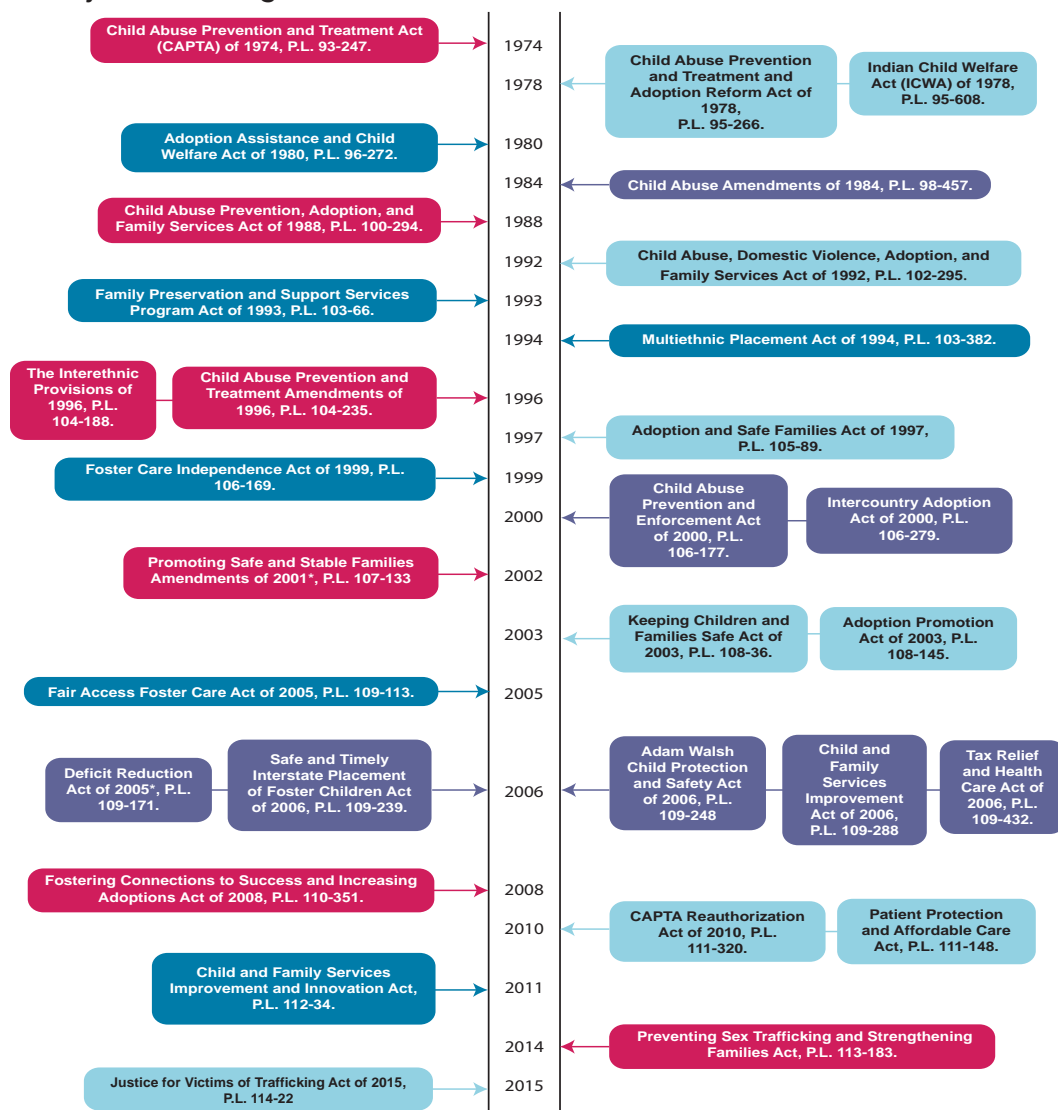 Child Abuse Prevention and Treatment Act
(CAPTA) of 1974, P.L. 93-247.
1974
Child Abuse Prevention
and Treatment and
Adoption Reform Act of
1978,
P.L. 95-266.
Indian Child Welfare
Act (ICWA) of 1978,
P.L. 95-608.
1978
Adoption Assistance and Child
Welfare Act of 1980, P.L. 96-272.
1980
1984
Child Abuse Amendments of 1984, P.L. 98-457.
Child Abuse Prevention, Adoption, and
Family Services Act of 1988, P.L. 100-294.
1988
1992
Child Abuse, Domestic Violence, Adoption, and
Family Services Act of 1992, P.L. 102-295.
Family Preservation and Support Services
Program Act of 1993, P.L. 103-66.
1993
1994
Multiethnic Placement Act of 1994, P.L. 103-382.
The Interethnic
Provisions of
1996, P.L.
104-188.
Child Abuse Prevention and
Treatment Amendments of
1996, P.L. 104-235.
1996
1997
Adoption and Safe Families Act of 1997,
P.L. 105-89.
Foster Care Independence Act of 1999, P.L.
106-169.
1999
2000
Child Abuse
Prevention and
Enforcement Act
of 2000, P.L.
106-177.
Intercountry Adoption
Act of 2000, P.L.
106-279.
Promoting Safe and Stable Families
Amendments of 2001*, P.L. 107-133
2002
2003
Keeping Children and
Families Safe Act of
2003, P.L. 108-36.
Adoption Promotion
Act of 2003, P.L.
108-145.
Fair Access Foster Care Act of 2005, P.L. 109-113.
2005
Deficit Reduction
Act of 2005*, P.L.
109-171.
Safe and Timely
Interstate Placement
of Foster Children Act
of 2006, P.L. 109-239.
2006
Adam Walsh
Child Protection
and Safety Act
of 2006, P.L.
109-248
Child and
Family
Services
Improvement
Act of 2006,
P.L. 109-288
Tax Relief
and Health
Care Act of
2006, P.L.
109-432.
Fostering Connections to Success and Increasing
Adoptions Act of 2008, P.L. 110-351.
2008
2010
CAPTA Reauthorization
Act of 2010, P.L.
111-320.
Patient Protection
and Affordable Care
Act, P.L. 111-148.
Child and Family Services
Improvement and Innovation Act,
P.L. 112-34.
2011
2014
Preventing Sex Trafficking and Strengthening
Families Act, P.L. 113-183.
Justice for Victims of Trafficking Act of 2015,
P.L. 114-22
2015